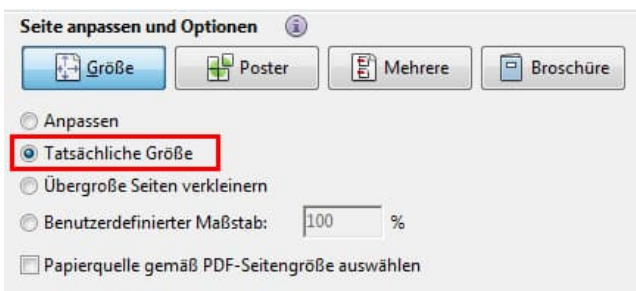 Seite anpassen und Optionen i
Größe Poster Mehrere Broschüre
Anpassen
Tatsächliche Größe
Übergroße Seiten verkleinern
Benutzerdefinierter Maßstab: 100 %
Papierquelle gemäß PDF-Seitengröße auswählen